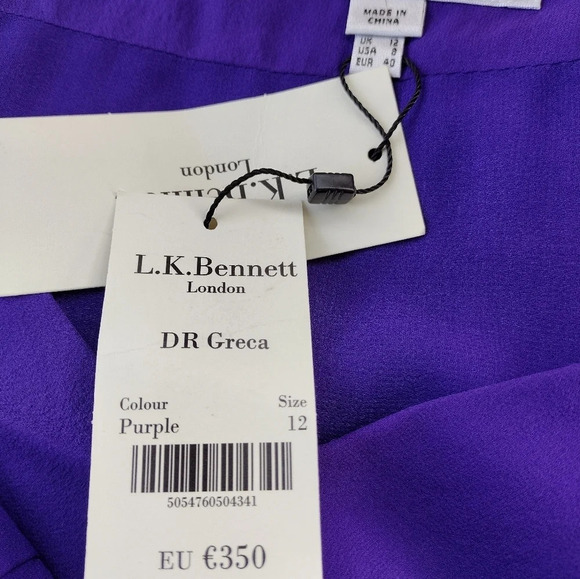 MADE IN
CHINA
UK 12
USA 8
EUR 40
L.K.Benn
London
L.K.Bennett
London
DR Greca
Colour Size
Purple 12
5054760504341
EU €350